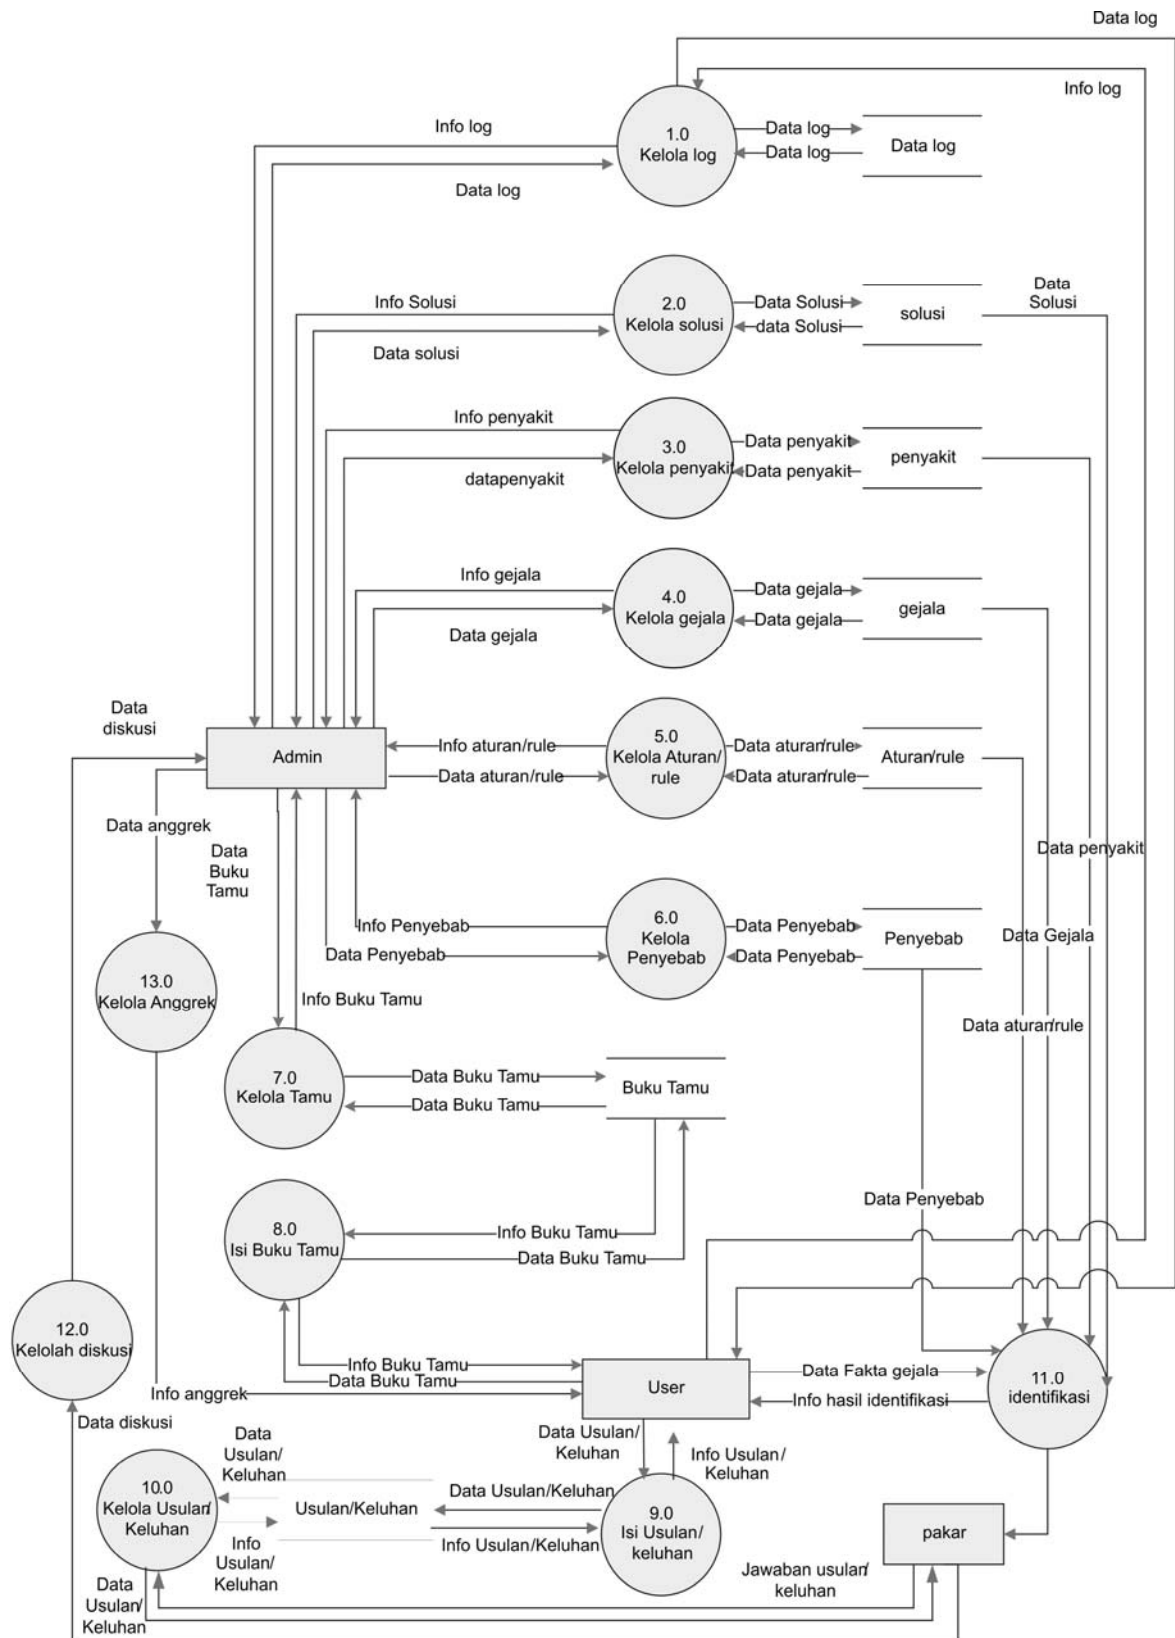 Data log
Info log
Info log
1.0
Kelola log
Data log
Data log
Data log
Data log
Info Solusi
2.0
Kelola solusi
Data Solusi
data Solusi
solusi
Data
Solusi
Data solusi
Info penyakit
3.0
Kelola penyakit
Data penyakit
Data penyakit
penyakit
datapenyakit
Info gejala
4.0
Kelola gejala
Data gejala
Data gejala
gejala
Data gejala
Data
diskusi
Admin
Info aturan/rule
Data aturan/rule
5.0
Kelola Aturan/
rule
Data aturan/rule
Data aturan/rule
Aturan/rule
Data anggrek
Data
Buku
Tamu
Data penyakit
Info Penyebab
Data Penyebab
6.0
Kelola
Penyebab
Data Penyebab
Data Penyebab
Penyebab
Data Gejala
13.0
Kelola Anggrek
Info Buku Tamu
Data aturan/rule
7.0
Kelola Tamu
Data Buku Tamu
Data Buku Tamu
Buku Tamu
Data Penyebab
8.0
Isi Buku Tamu
Info Buku Tamu
Data Buku Tamu
12.0
Kelolah diskusi
Info Buku Tamu
Data Buku Tamu
Info anggrek
User
Data Fakta gejala
Info hasil identifikasi
11.0
identifikasi
Data diskusi
Data
Usulan/
Keluhan
Data Usulan/
Keluhan
Info Usulan/
Keluhan
10.0
Kelola Usulan/
Keluhan
Usulan/Keluhan
Data Usulan/Keluhan
Info Usulan/Keluhan
9.0
Isi Usulan/
keluhan
pakar
Info
Usulan/
Keluhan
Data
Usulan/
Keluhan
Jawaban usulan/
keluhan